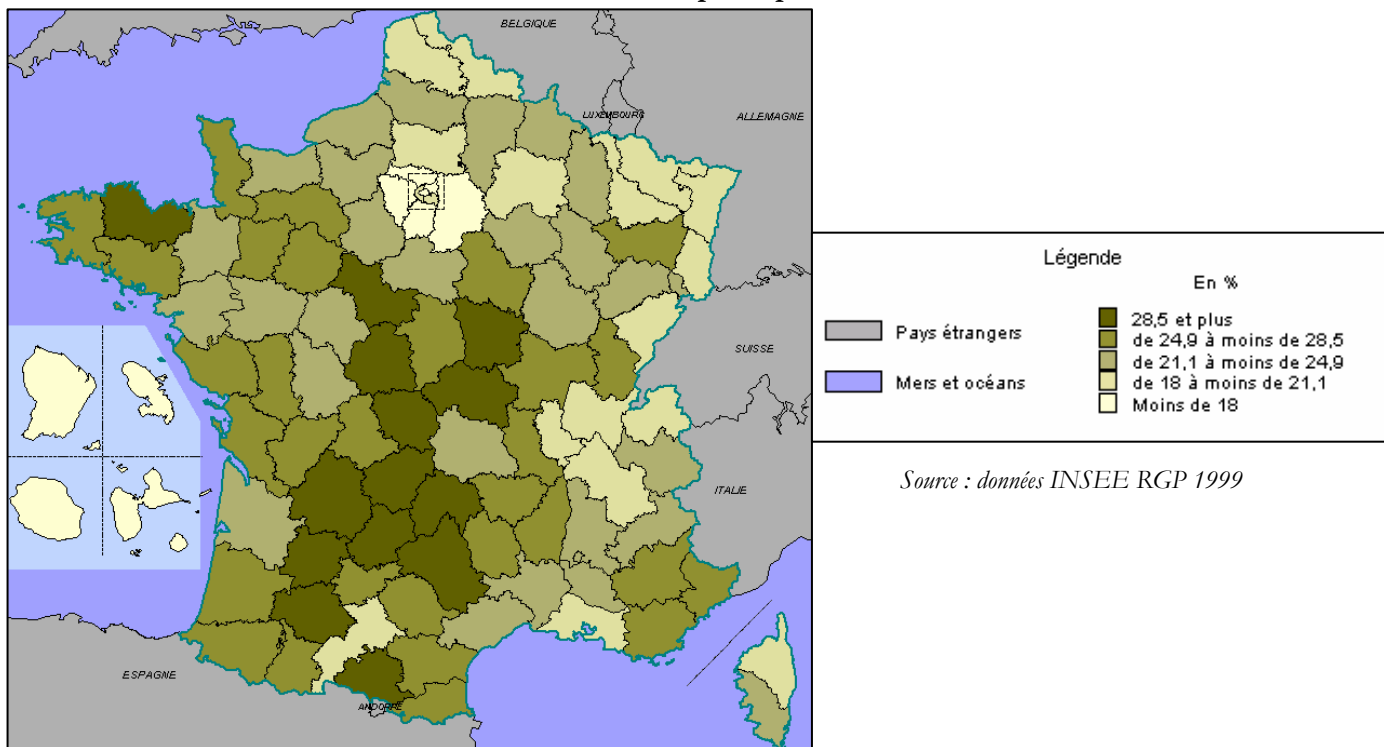 BELGIQUE
LUXEMBOURG
ALLEMAGNE
SUISSE
ITALIE
ESPAGNE
ANDORRE
Légende
En %
Pays étrangers
Mers et océans
28,5 et plus
de 24,9 à moins de 28,5
de 21,1 à moins de 24,9
de 18 à moins de 21,1
Moins de 18
Source : données INSEE RGP 1999